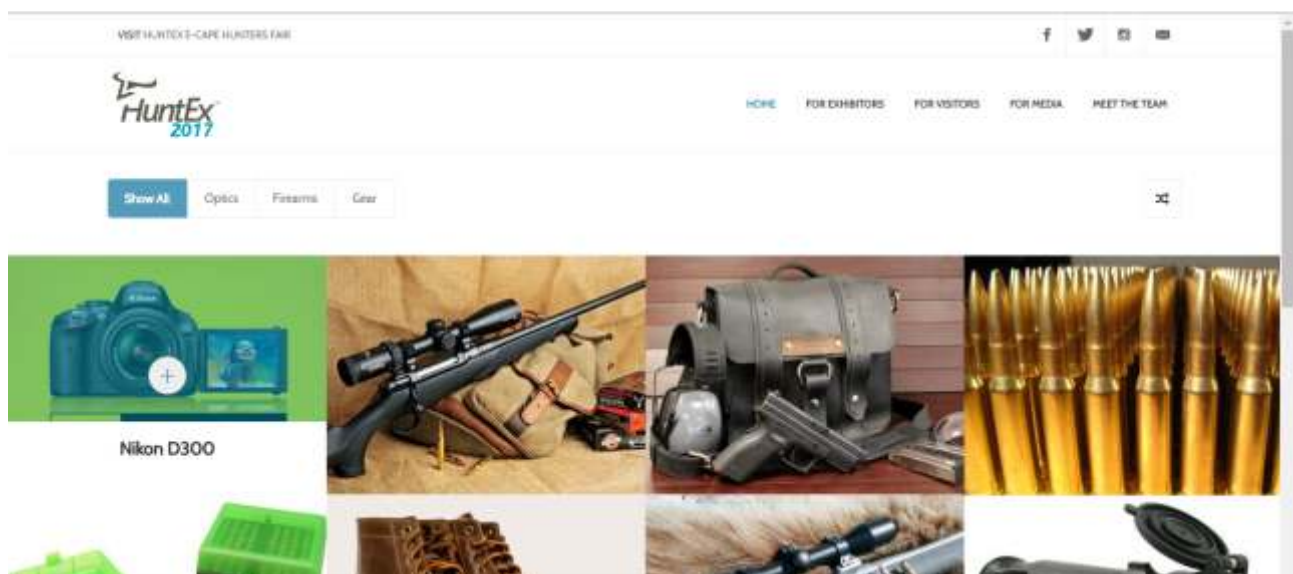 VISIT HUNTEX E-CAPE HUNTERS FAIR
HuntEx
2017
HOME FOR EXHIBITORS FOR VISITORS FOR MEDIA MEET THE TEAM
Show All Optics Firearms Gear
Nikon
Nikon D300